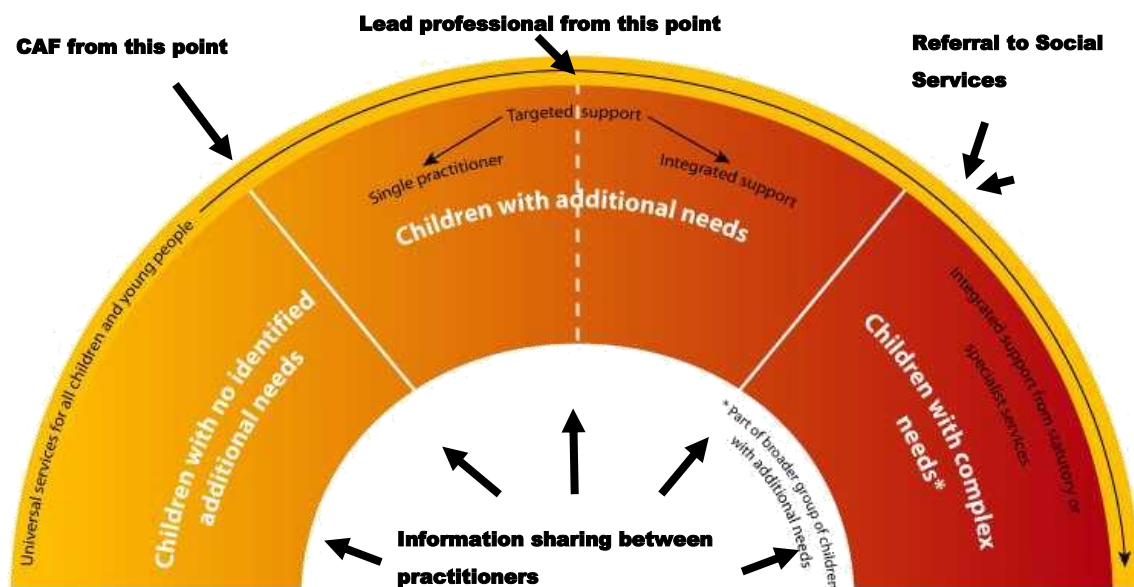 Lead professional from this point
CAF from this point
Referral to Social
Services
Targeted support
Single practitioner
Integrated support
Children with additional needs
Universal services for all children and young people
Children with no identified
additional needs
Integrated support from statutory or
specialist services
Children with complex
needs*
* Part of broader group of children
with additional needs
Information sharing between
practitioners